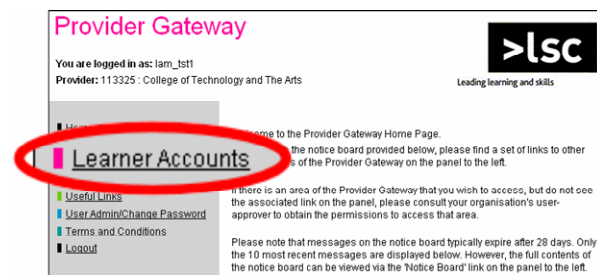 Provider Gateway
>lsc
Leading learning and skills
You are logged in as: lam_tst1
Provider: 113325 : College of Technology and The Arts
Learner Accounts
Useful Links
User Admin/Change Password
Terms and Conditions
Logout
to the Provider Gateway Home Page.
the notice board provided below, please find a set of links to other
of the Provider Gateway on the panel to the left.
If there is an area of the Provider Gateway that you wish to access, but do not see
the associated link on the panel, please consult your organisation's user-
approver to obtain the permissions to access that area.
Please note that messages on the notice board typically expire after 28 days. Only
the 10 most recent messages are displayed below. However, the full contents of
the notice board can be viewed via the 'Notice Board' link on the panel to the left.